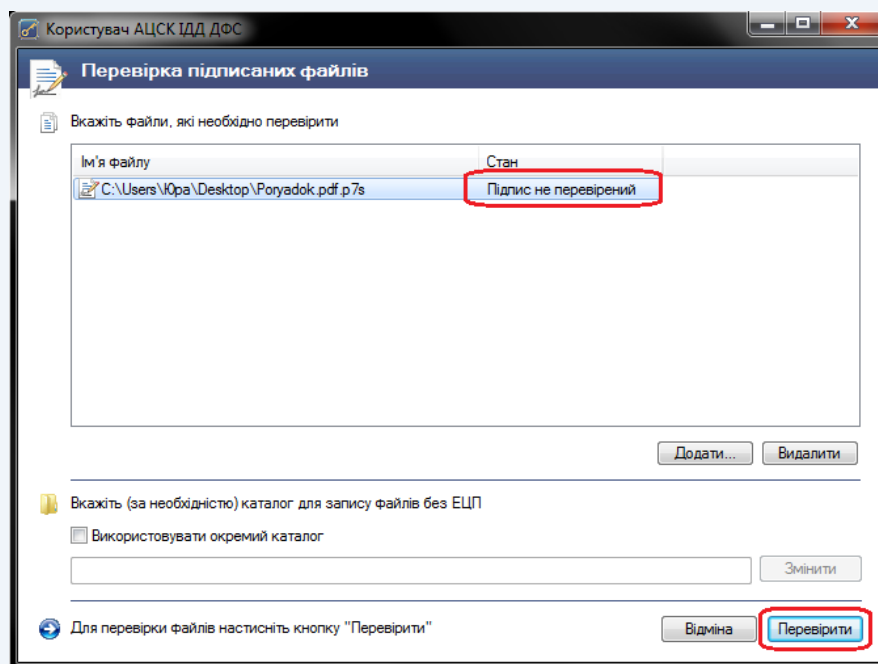 Користувач АЦСК ІДД ДФС
Перевірка підписаних файлів
Вкажіть файли, які необхідно перевірити
Ім'я файлу Стан
C:\Users\Юра\Desktop\Poryadok.pdf.p7s Підпис не перевірений
Додати... Видалити
Вкажіть (за необхідністю) каталог для запису файлів без ЕЦП
Використовувати окремий каталог
Змінити
Для перевірки файлів настисніть кнопку "Перевірити" Відміна Перевірити